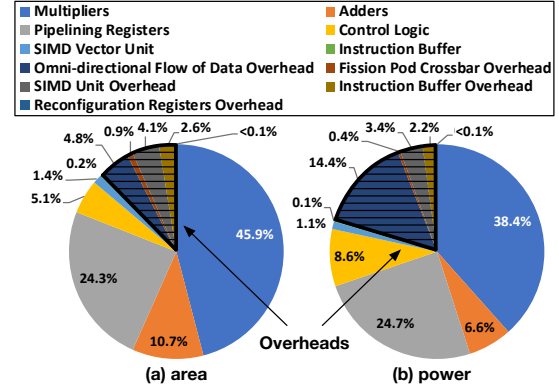 Multipliers Adders
Pipelining Registers Control Logic
SIMD Vector Unit Instruction Buffer
Omni-directional Flow of Data Overhead Fission Pod Crossbar Overhead
SIMD Unit Overhead Instruction Buffer Overhead
Reconfiguration Registers Overhead
4.8% 0.9% 4.1% 2.6% <0.1%
0.2%
1.4%
5.1%
45.9%
24.3%
10.7%
(a) area
0.4% 3.4% 2.2% <0.1%
14.4%
0.1%
1.1%
38.4%
8.6%
24.7%
6.6%
Overheads
(b) power